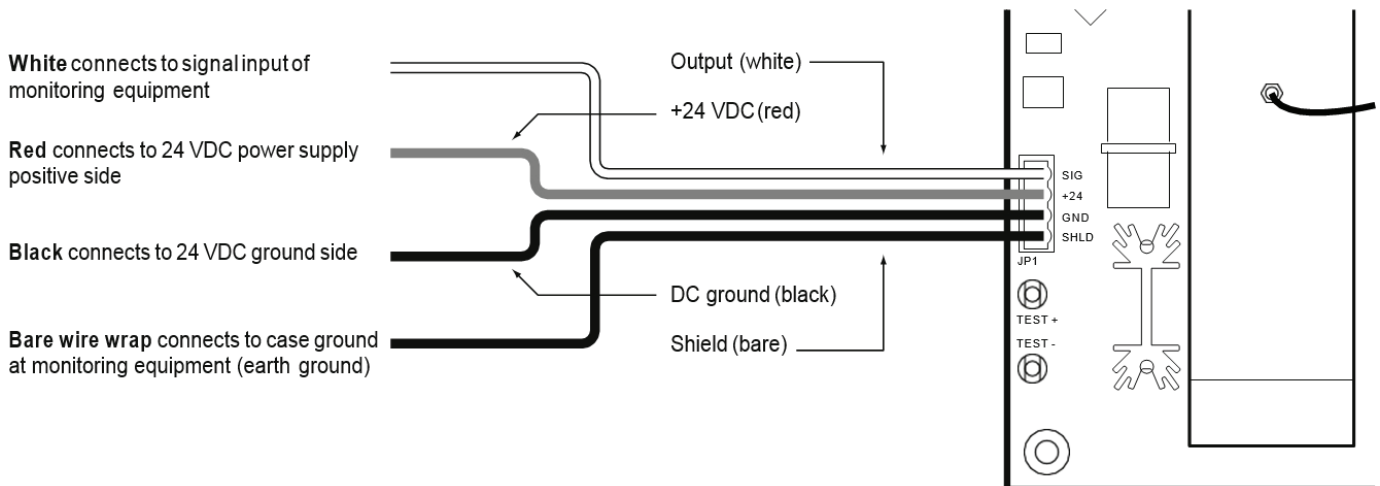 White connects to signal input of
monitoring equipment
Red connects to 24 VDC power supply
positive side
Black connects to 24 VDC ground side
Bare wire wrap connects to case ground
at monitoring equipment (earth ground)
Output (white)
+24 VDC (red)
DC ground (black)
Shield (bare)
SIG
+24
GND
SHLD
JP1
TEST +
TEST -